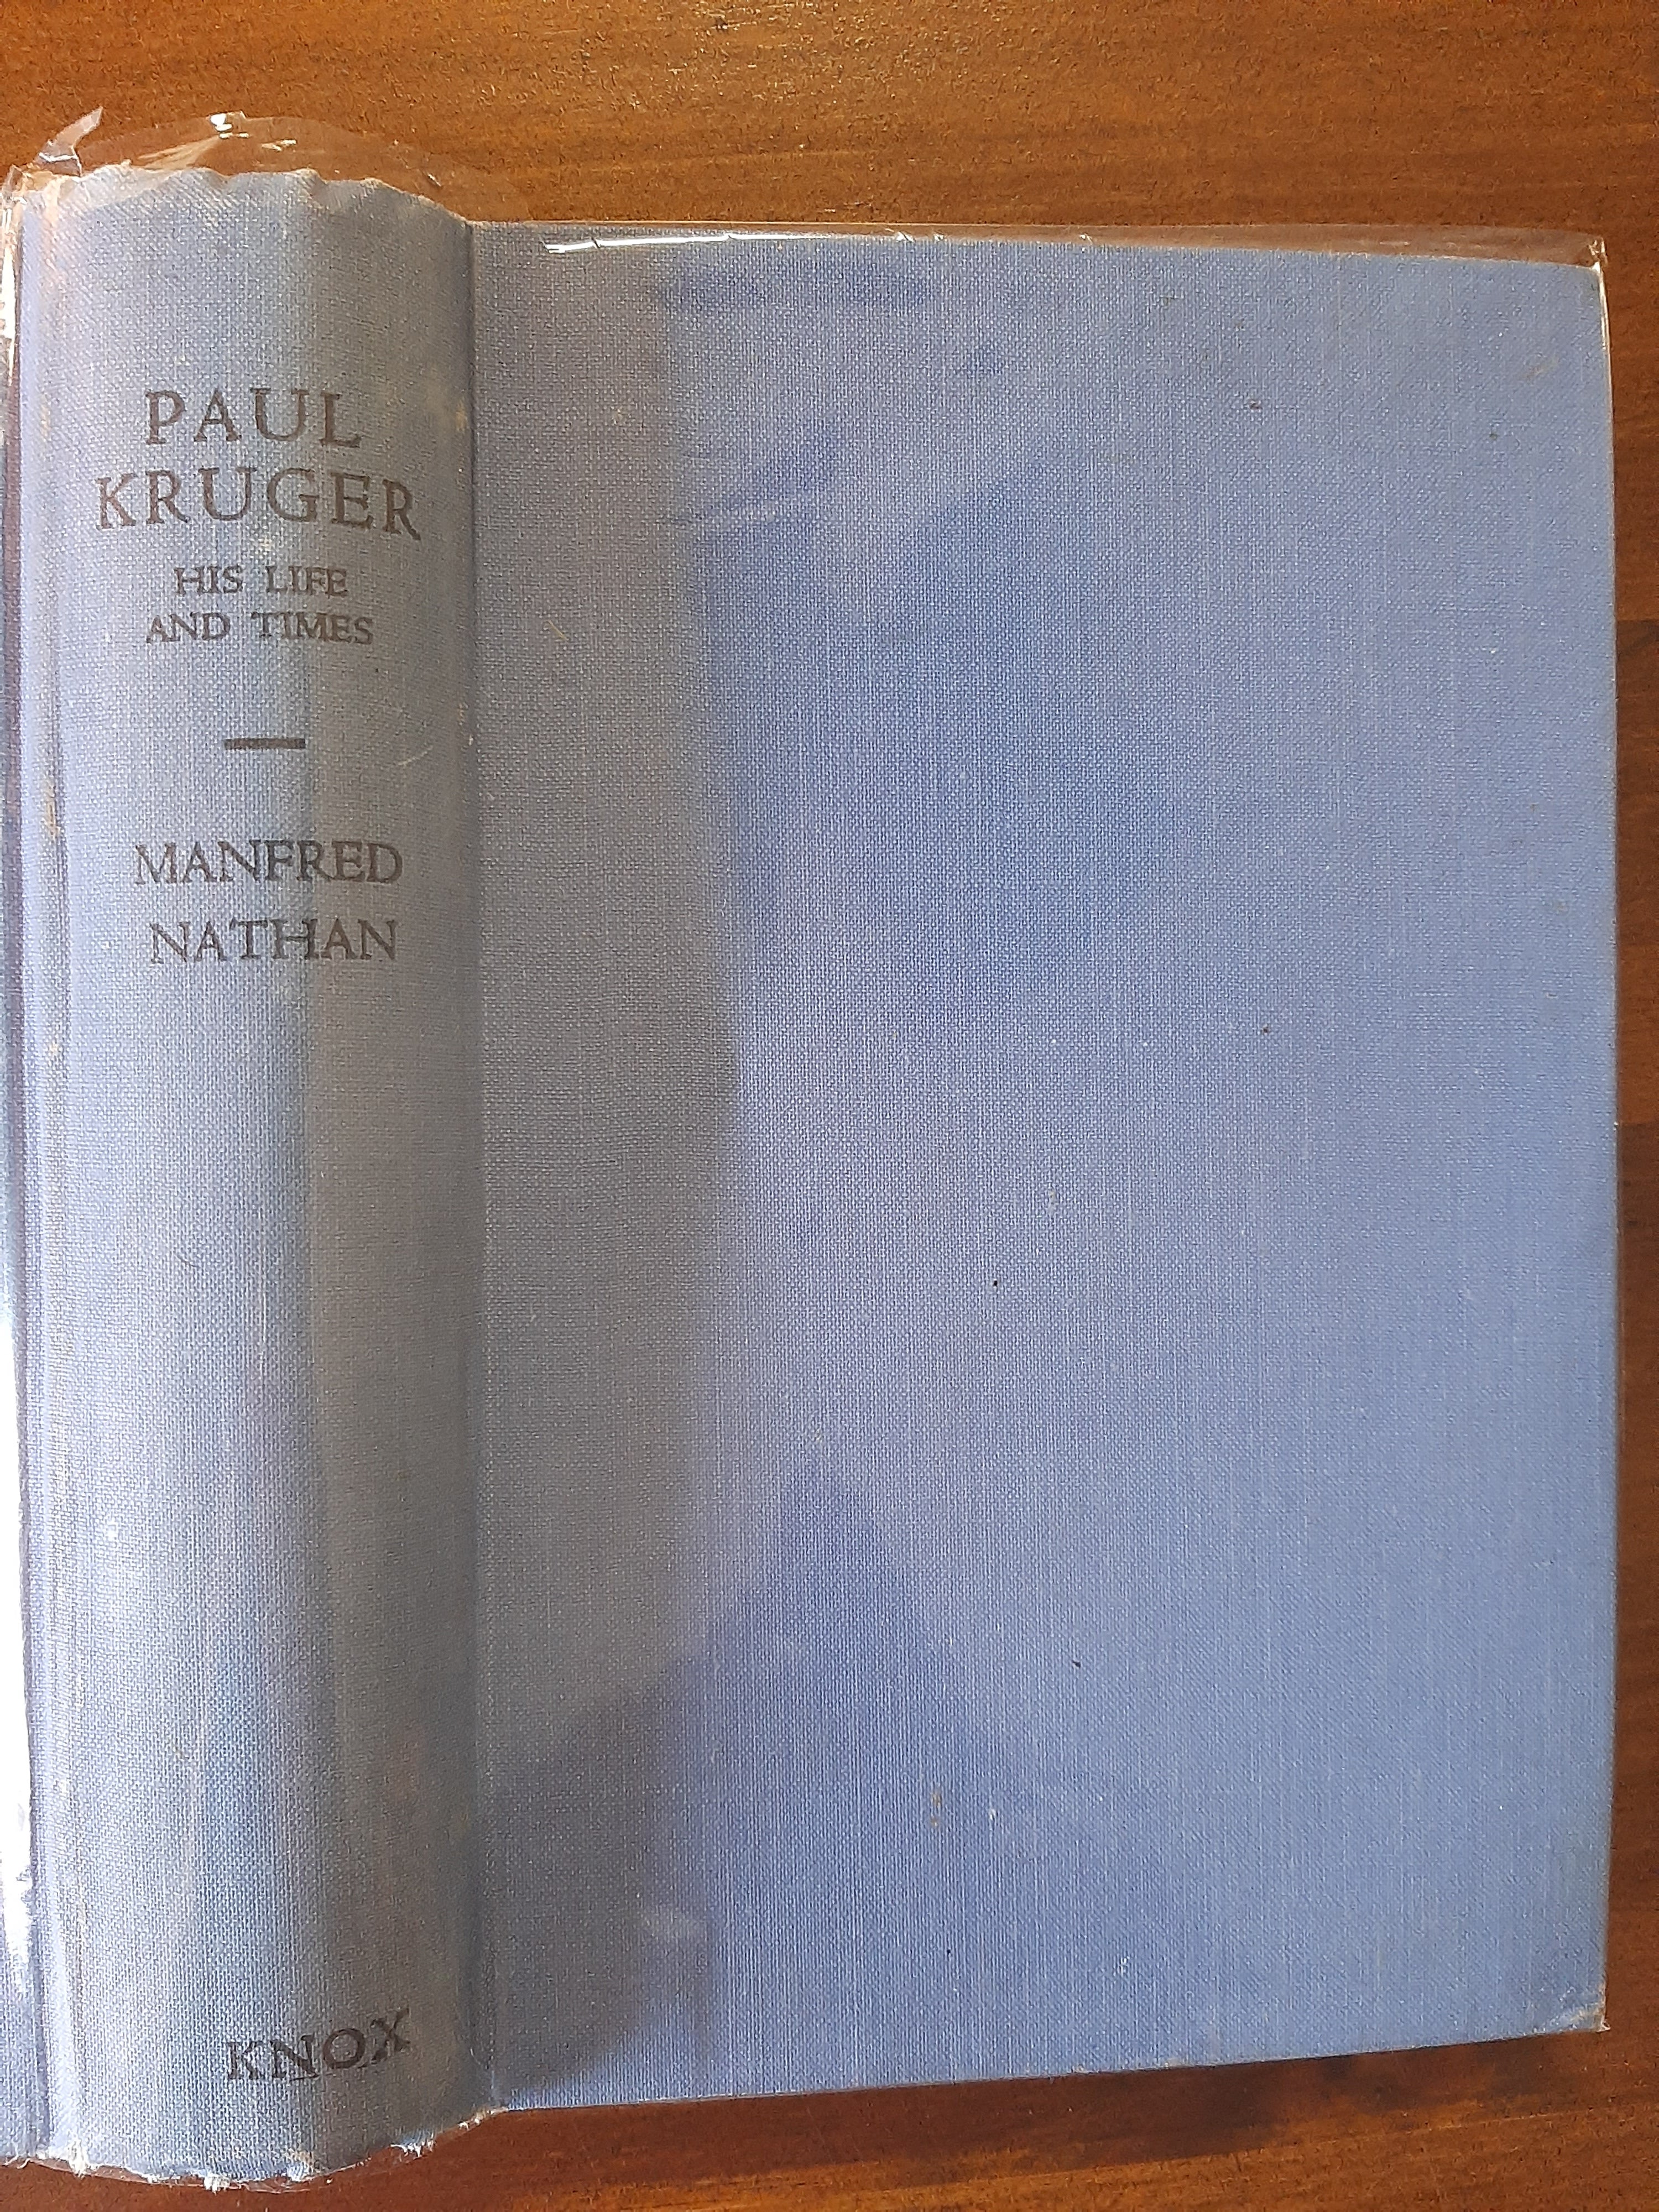 PAUL
KRUGER
HIS LIFE
AND TIMES
MANFRED
NATHAN
KNOX